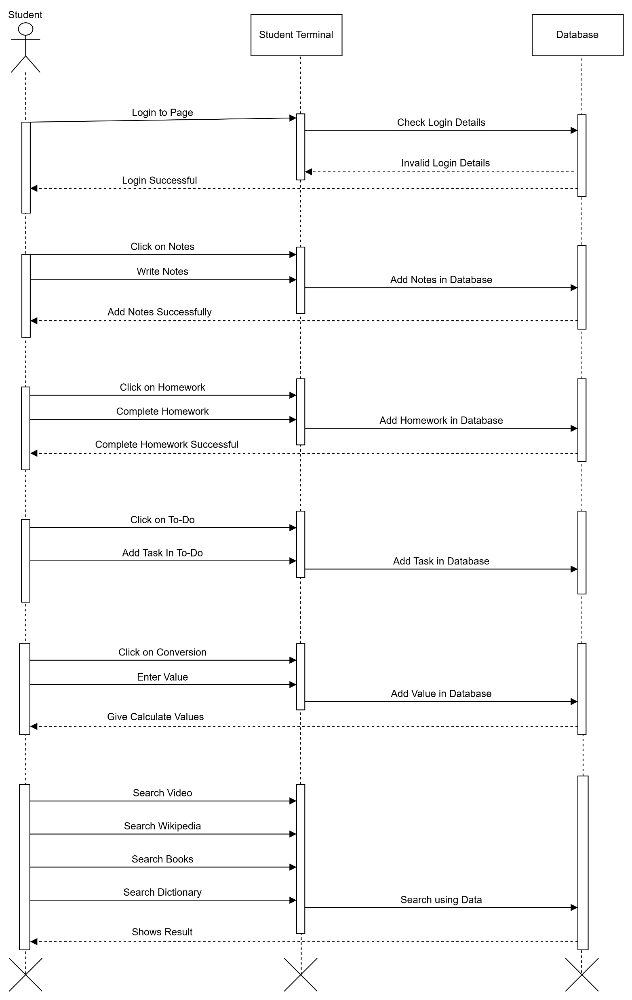 Student
Student Terminal
Database
Login to Page
Check Login Details
Invalid Login Details
Login Successful
Click on Notes
Write Notes
Add Notes in Database
Add Notes Successfully
Click on Homework
Complete Homework
Add Homework in Database
Complete Homework Successful
Click on To-Do
Add Task In To-Do
Add Task in Database
Click on Conversion
Enter Value
Add Value in Database
Give Calculate Values
Search Video
Search Wikipedia
Search Books
Search Dictionary
Search using Data
Shows Result